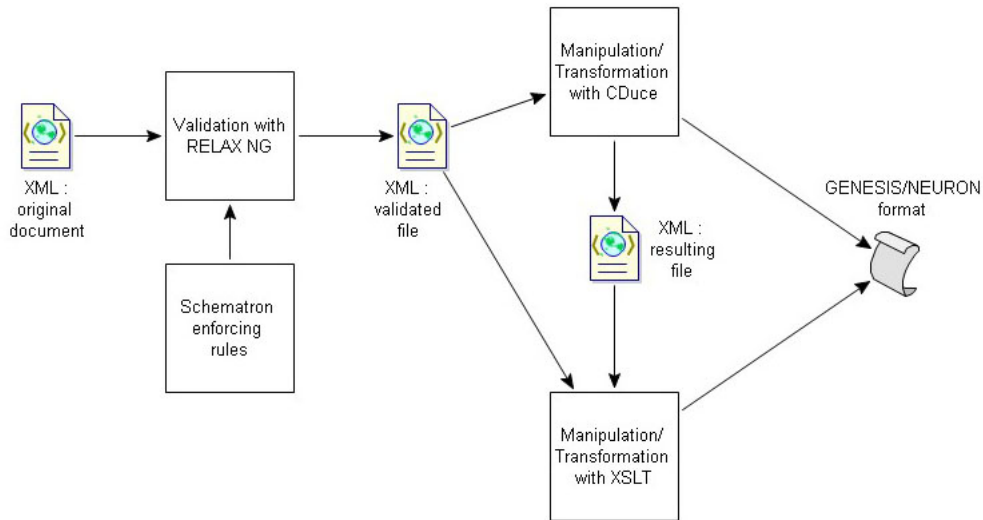 Manipulation/
Transformation
with CDuce
Validation with
RELAX NG
XML :
original
document
XML :
validated
file
GENESIS/NEURON
format
XML :
resulting
file
Schematron
enforcing
rules
Manipulation/
Transformation
with XSLT